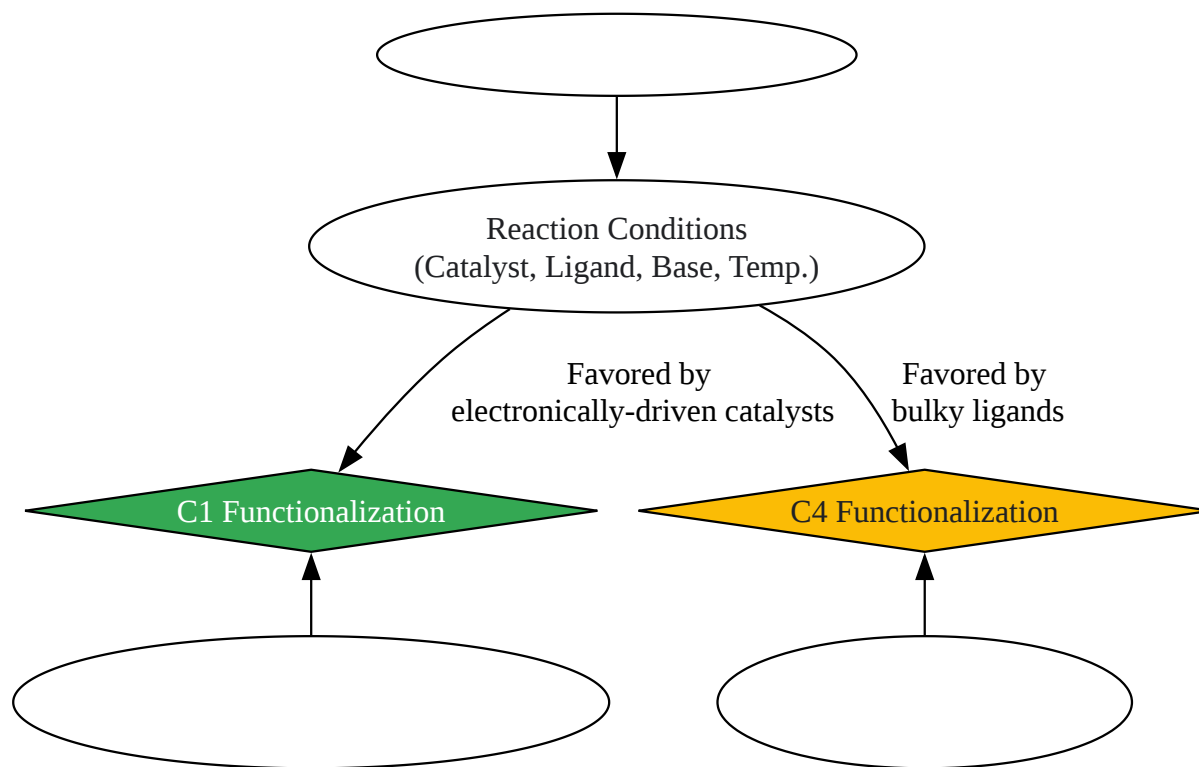 Reaction Conditions
(Catalyst, Ligand, Base, Temp.)
Favored by
electronically-driven catalysts
Favored by
bulky ligands
C1 Functionalization
C4 Functionalization